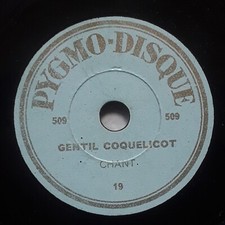 PYGMO-DISQUE
509 509
GENTIL COQUELICOT
CHANT.
19